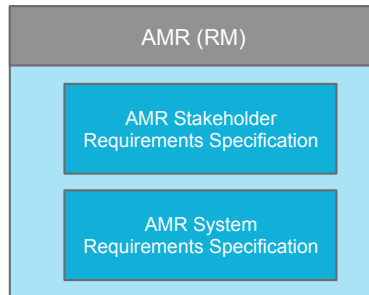 AMR (RM)
AMR Stakeholder
Requirements Specification
AMR System
Requirements Specification